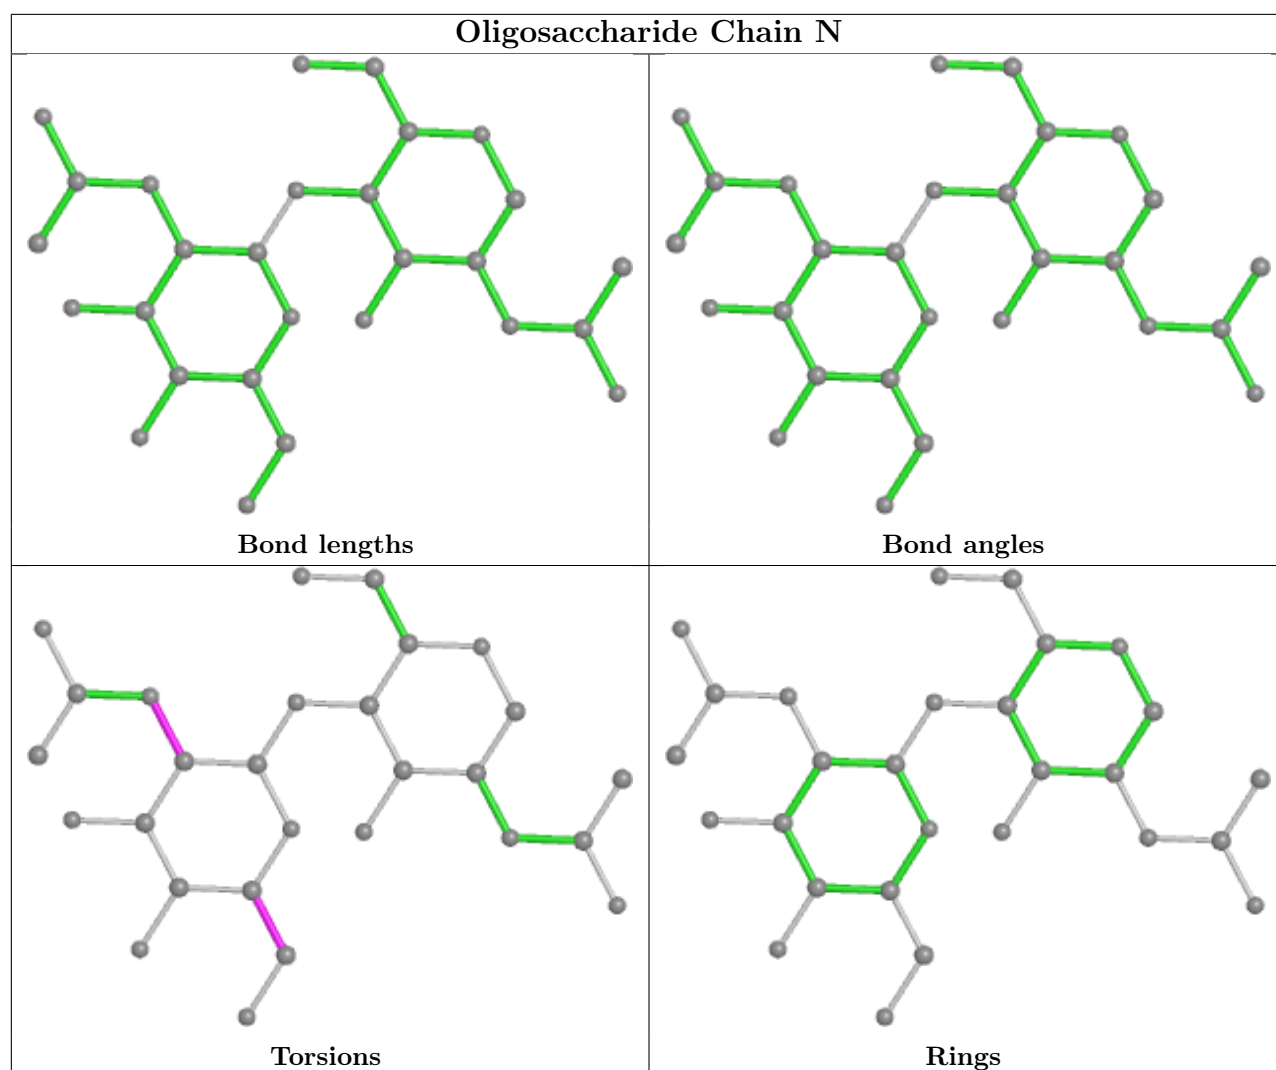 Oligosaccharide Chain N
Bond lengths
Bond angles
Torsions
Rings